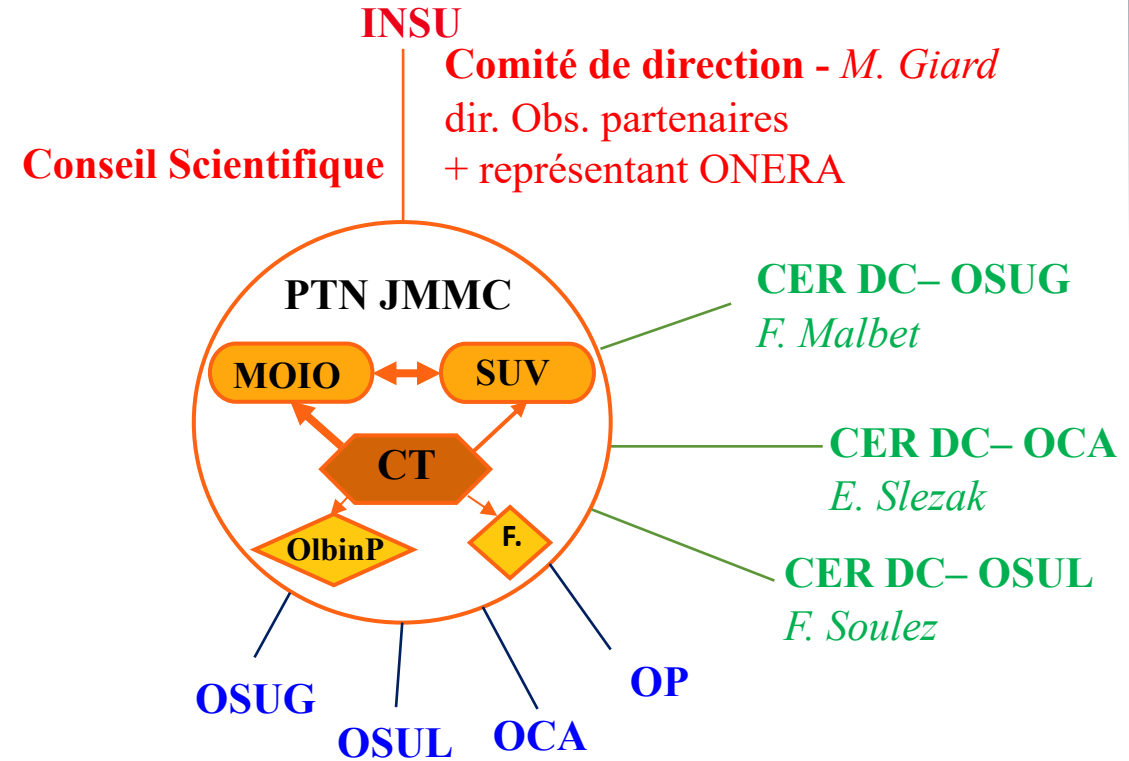 INSU
Comité de direction - M. Giard
dir. Obs. partenaires
+ représentant ONERA
Conseil Scientifique
PTN JMMC
MOIO
SUV
CT
OlbinP
F.
CER DC– OSUG
F. Malbet
CER DC– OCA
E. Slezak
CER DC– OSUL
F. Soulez
OSUG
OSUL
OCA
OP